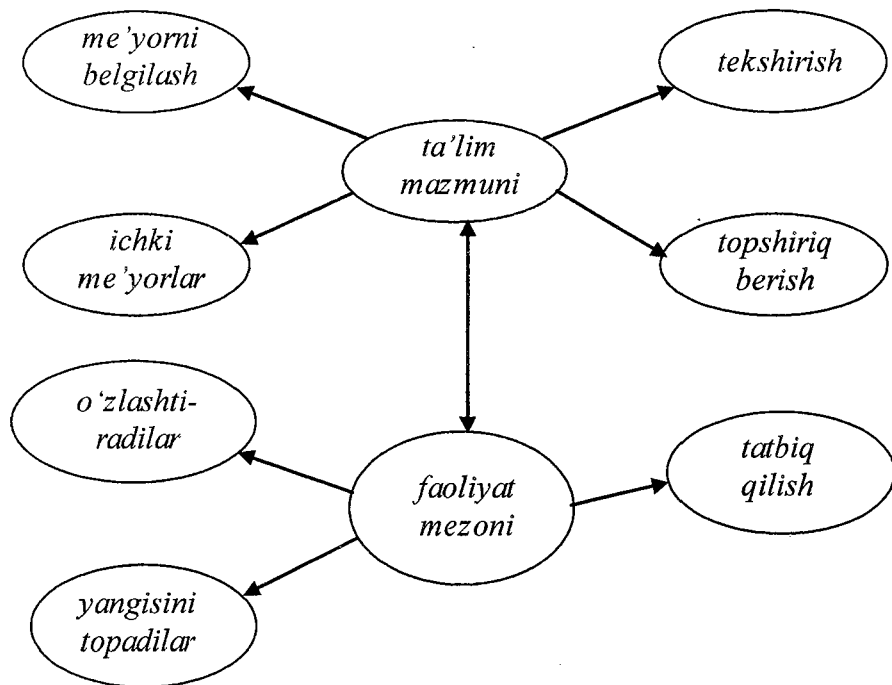 me’yorni
belgilash
tekshirish
ta’lim
mazmuni
ichki
me’yorlar
topshiriq
berish
o‘zlashti-
radilar
tatbiq
qilish
faoliyat
mezoni
yangisini
topadilar